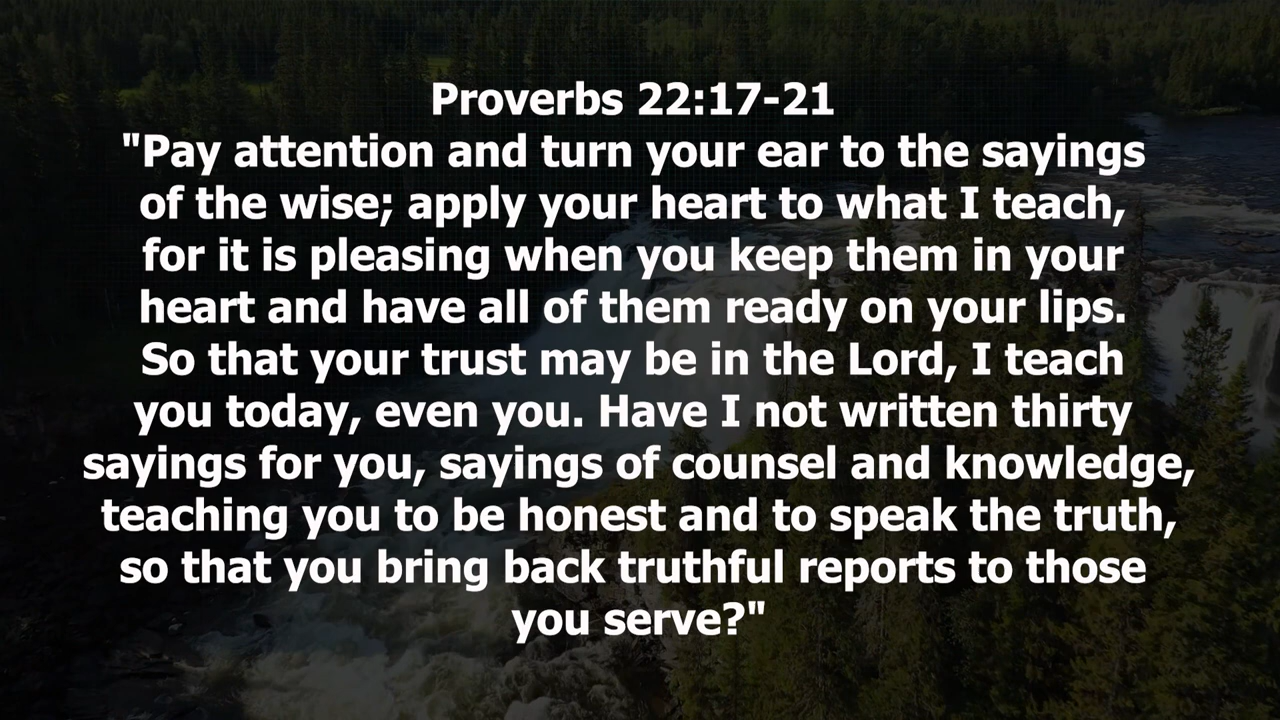 Proverbs 22:17-21
"Pay attention and turn your ear to the sayings
of the wise; apply your heart to what I teach,
for it is pleasing when you keep them in your
heart and have all of them ready on your lips.
So that your trust may be in the Lord, I teach
you today, even you. Have I not written thirty
sayings for you, sayings of counsel and knowledge,
teaching you to be honest and to speak the truth,
so that you bring back truthful reports to those
you serve?"